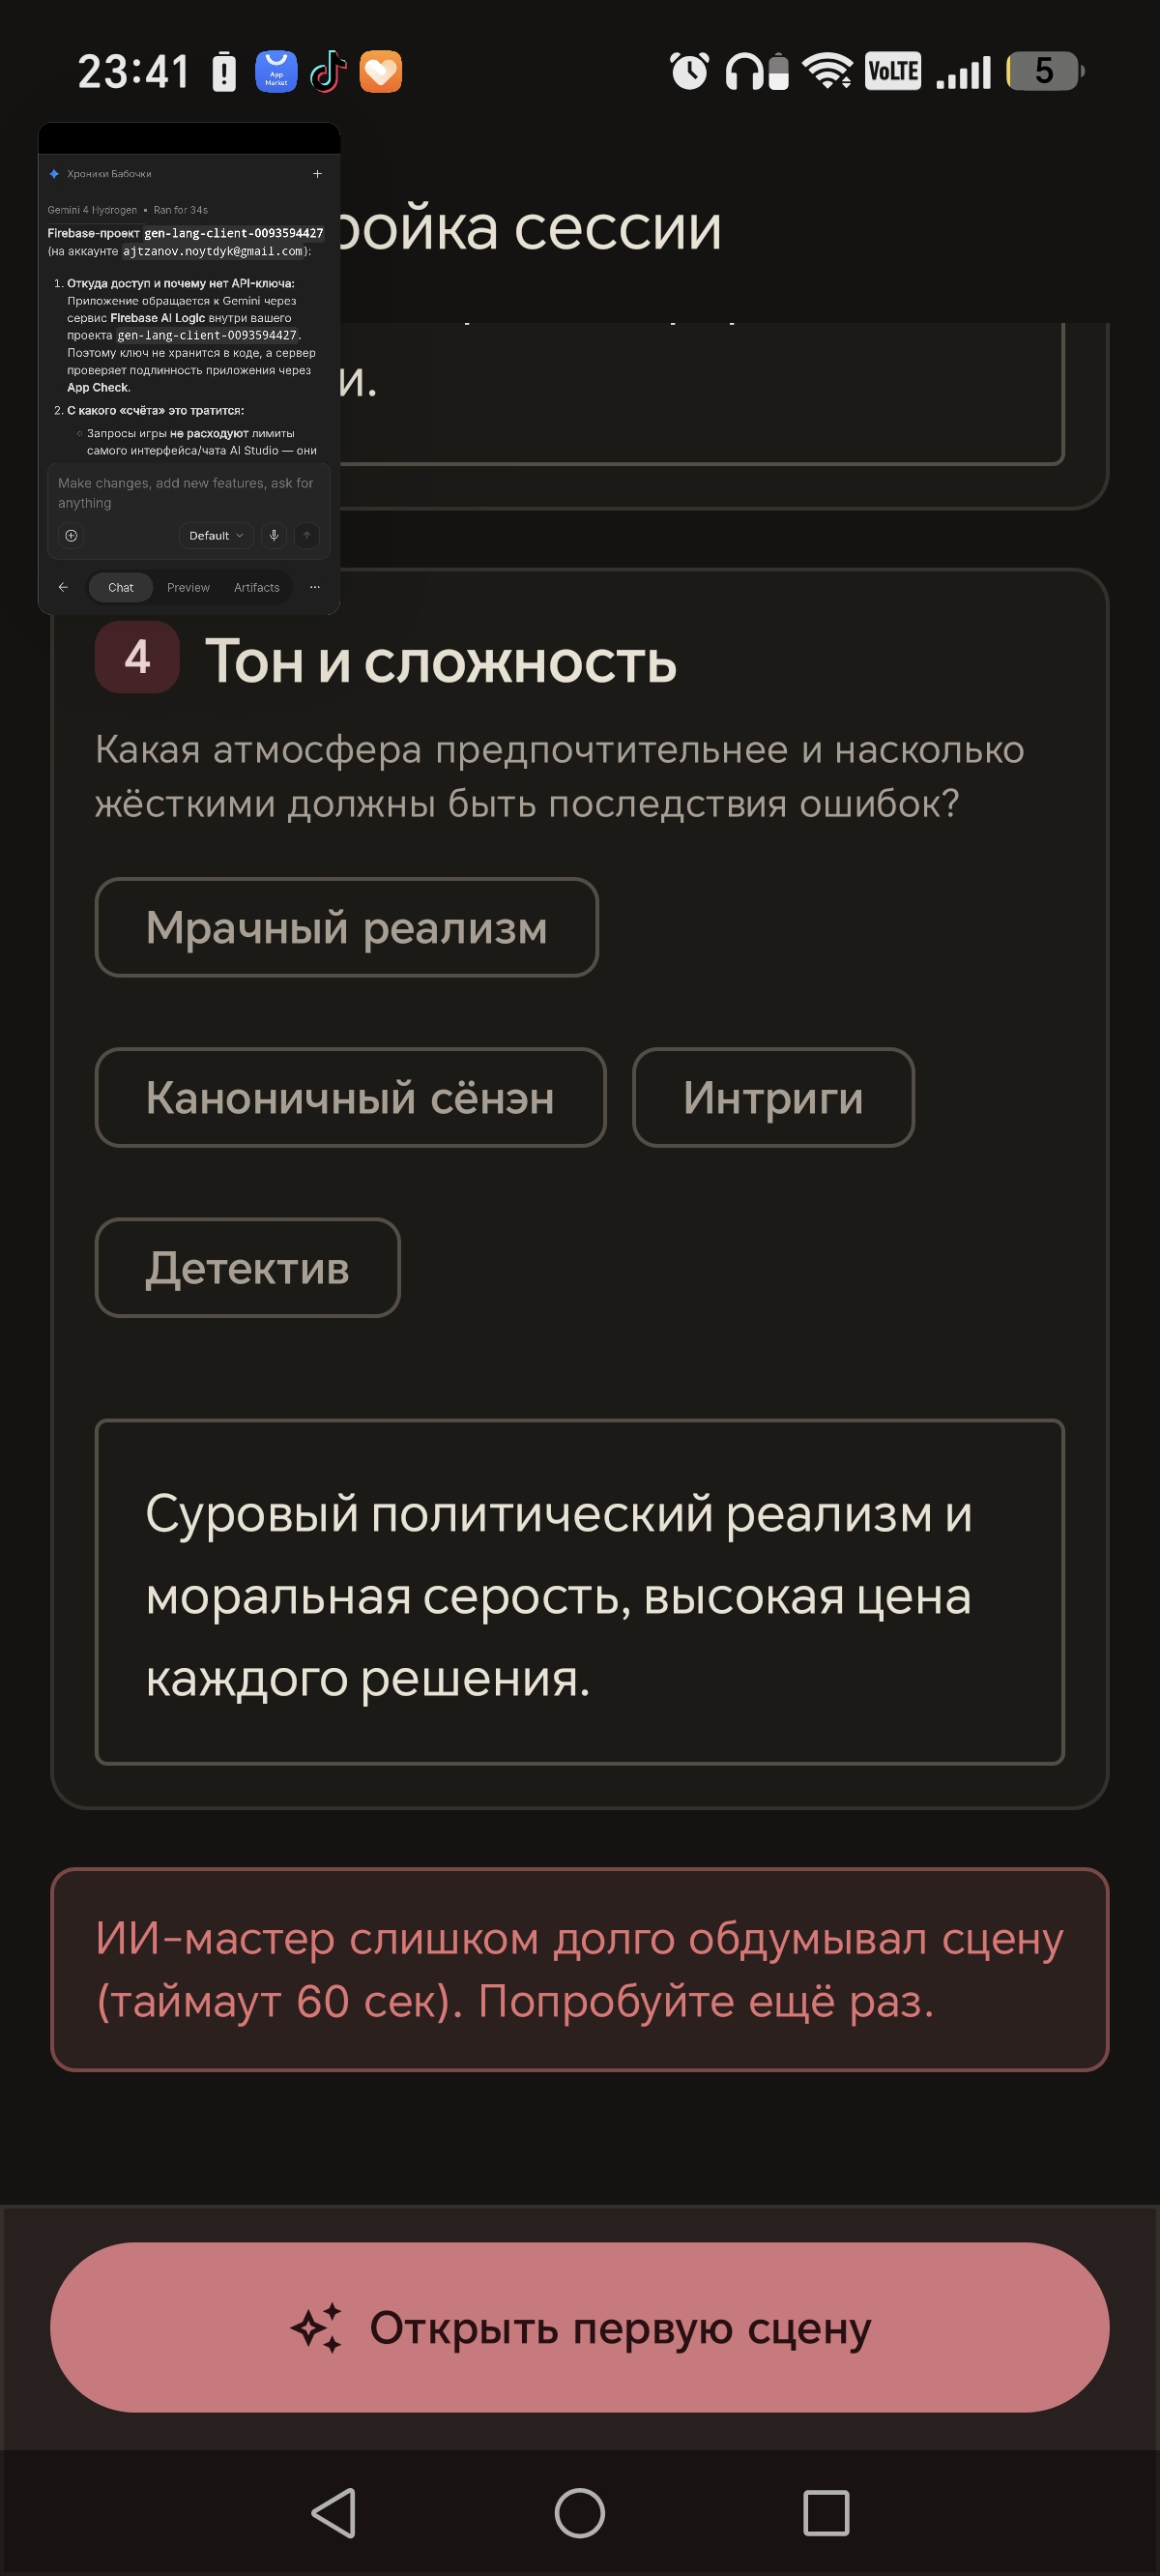 23:41
App Market
VoLTE
5
Хроники Бабочки
Gemini 4 Hydrogen • Ran for 34s
Firebase-проект gen-lang-client-0093594427
(на аккаунте ajtzanov.noytdyk@gmail.com):
1. Откуда доступ и почему нет API-ключа:
Приложение обращается к Gemini через
сервис Firebase AI Logic внутри вашего
проекта gen-lang-client-0093594427.
Поэтому ключ не хранится в коде, а сервер
проверяет подлинность приложения через
App Check.
2. С какого «счёта» это тратится:
◦ Запросы игры не расходуют лимиты
самого интерфейса/чата AI Studio — они
Make changes, add new features, ask for
anything
Default
Chat Preview Artifacts
ройка сессии
и.
4 Тон и сложность
Какая атмосфера предпочтительнее и насколько
жёсткими должны быть последствия ошибок?
Мрачный реализм
Каноничный сёнэн Интриги
Детектив
Суровый политический реализм и
моральная серость, высокая цена
каждого решения.
ИИ-мастер слишком долго обдумывал сцену
(таймаут 60 сек). Попробуйте ещё раз.
Открыть первую сцену